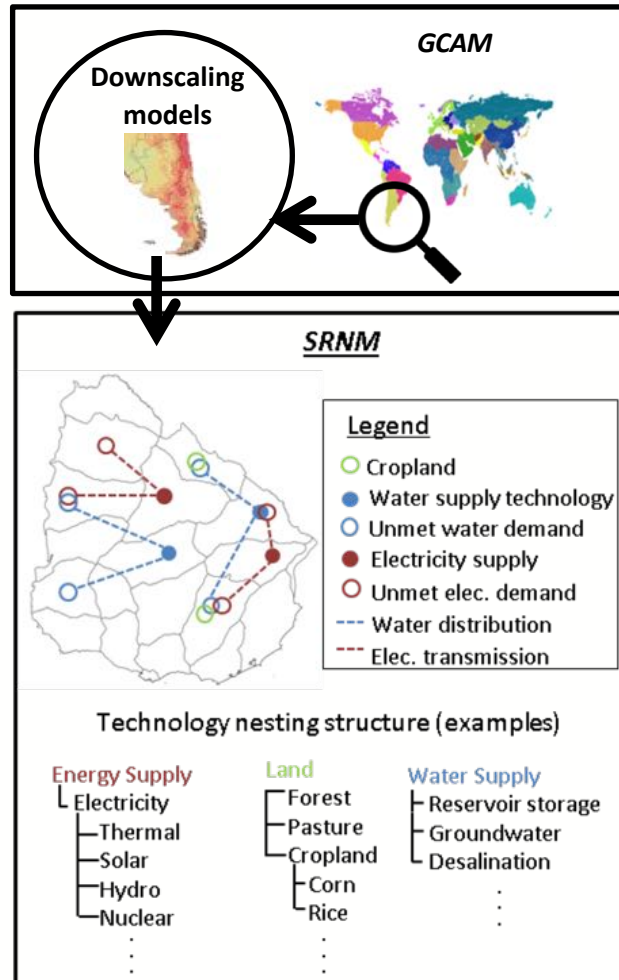 GCAM
Downscaling
models
SRNM
Legend
Cropland
Water supply technology
Unmet water demand
Electricity supply
Unmet elec. demand
Water distribution
Elec. transmission
Technology nesting structure (examples)
Energy Supply
Electricity
Thermal
Solar
Hydro
Nuclear
Land
Forest
Pasture
Cropland
Corn
Rice
Water Supply
Reservoir storage
Groundwater
Desalination